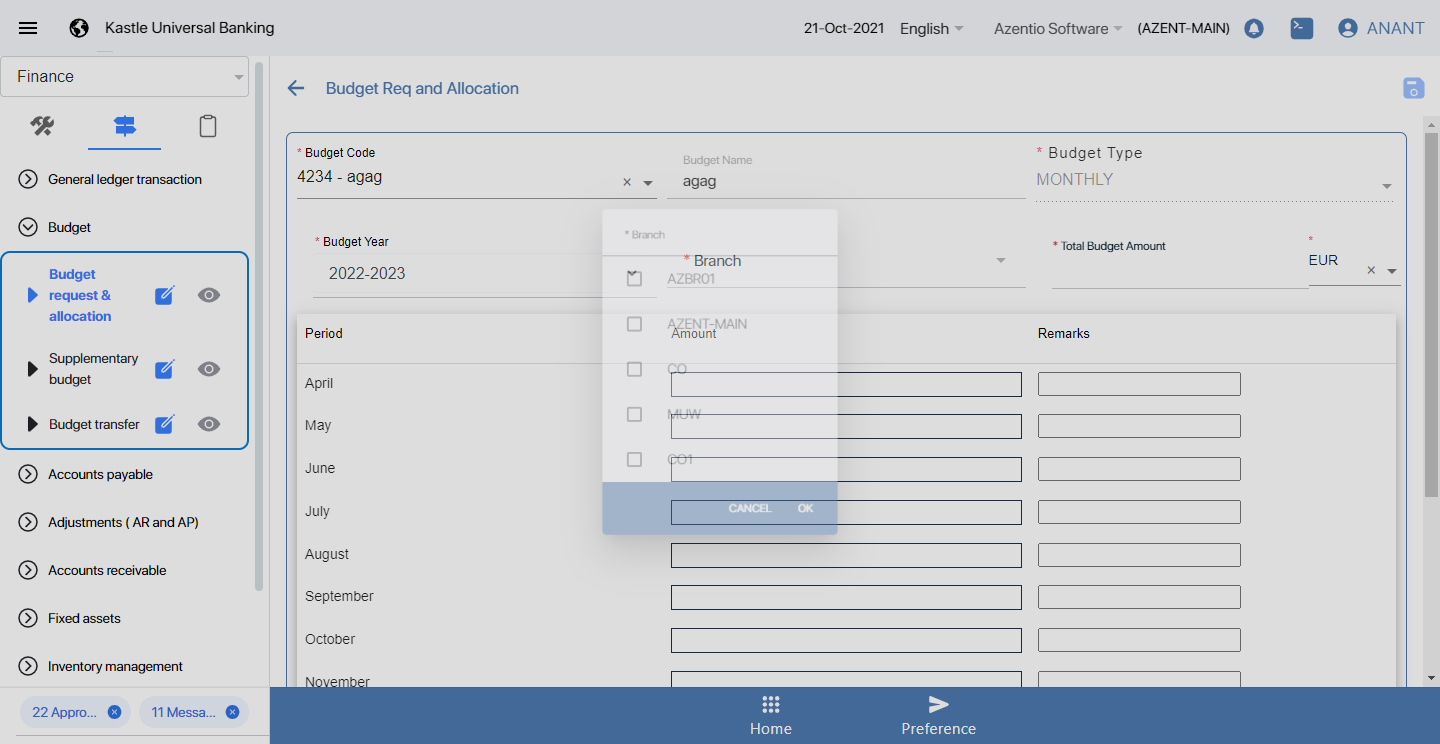 Kastle Universal Banking
21-Oct-2021
English
Azentio Software
(AZENT-MAIN)
ANANT
Finance
Budget Req and Allocation
General ledger transaction
Budget
Budget
request &
allocation
Supplementary
budget
Budget transfer
Accounts payable
Adjustments ( AR and AP)
Accounts receivable
Fixed assets
Inventory management
22 Appro...
11 Messa...
* Budget Code
4234 - agag
Budget Name
agag
* Budget Type
MONTHLY
* Budget Year
2022-2023
* Branch
* Total Budget Amount
*
EUR
* Branch
AZBR01
AZENT-MAIN
CO
MUW
CO1
CANCEL
OK
Period
Amount
Remarks
April
May
June
July
August
September
October
November
Home
Preference